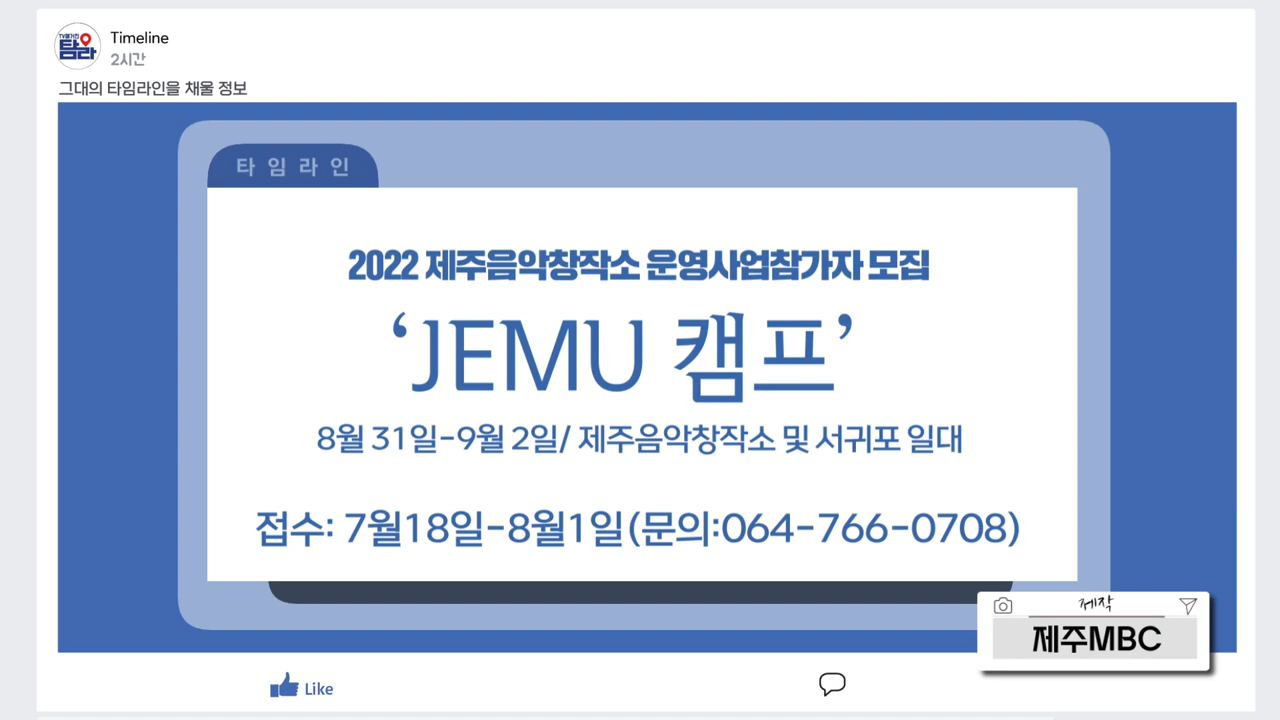 TV매거진
탐라
Timeline
2시간
그대의 타임라인을 채울 정보
타임라인
2022 제주음악창작소 운영사업참가자 모집
‘JEMU 캠프’
8월 31일-9월 2일/ 제주음악창작소 및 서귀포 일대
접수: 7월18일-8월1일(문의:064-766-0708)
제작
제주MBC
Like